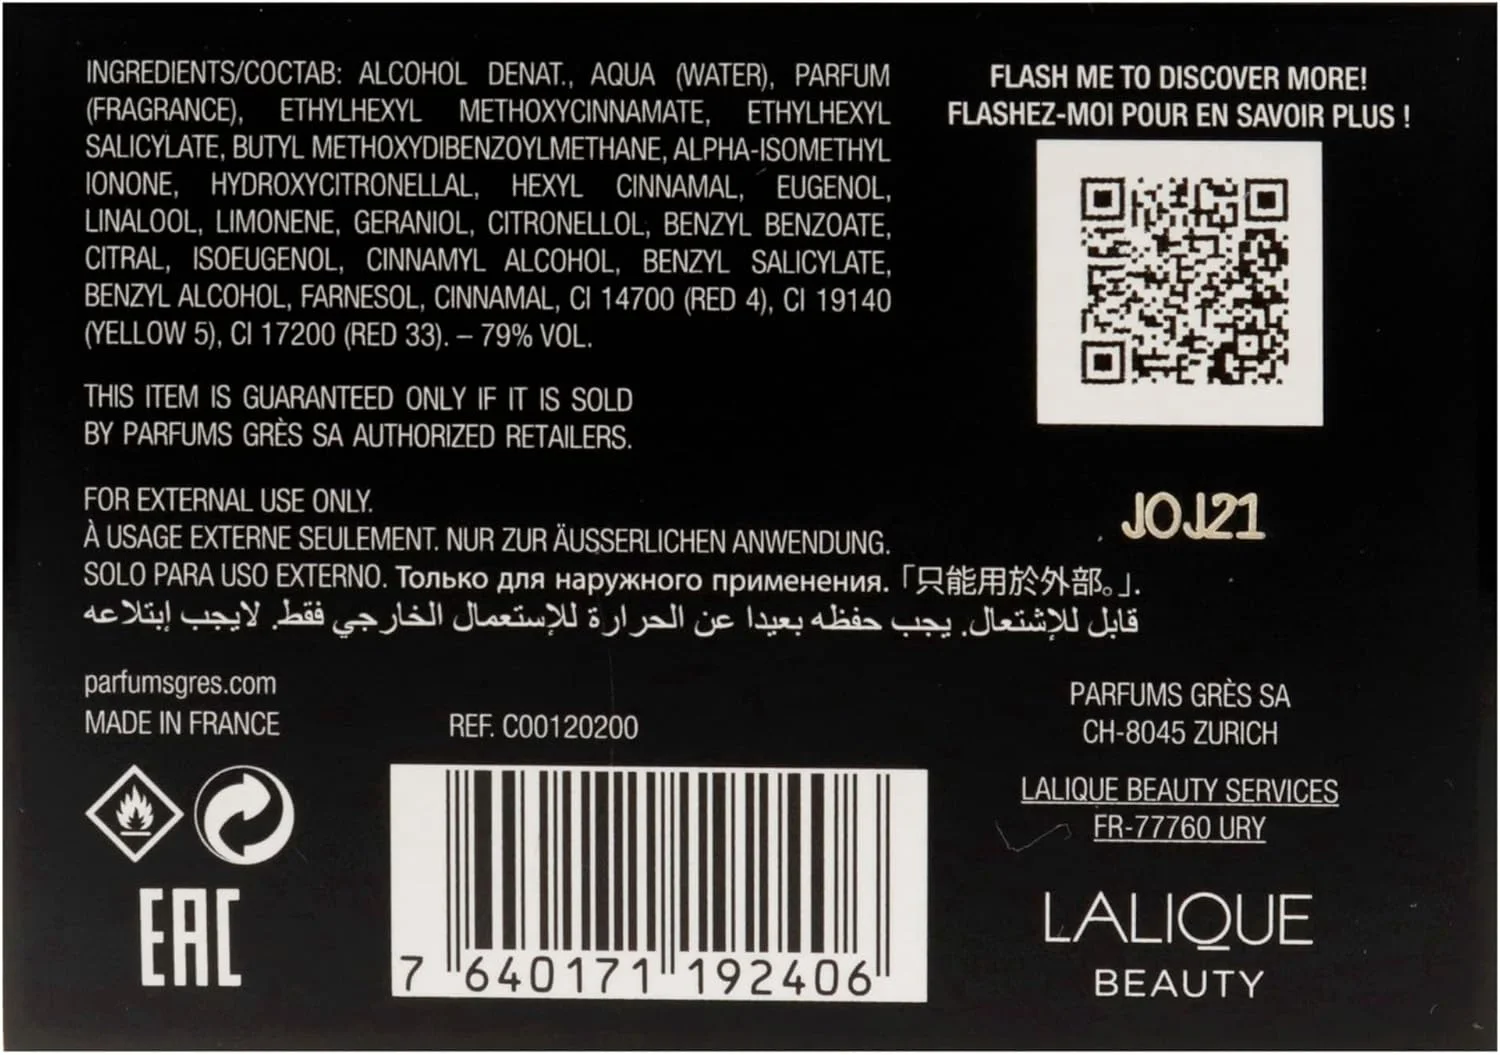 INGREDIENTS/COCTAB: ALCOHOL DENAT., AQUA (WATER), PARFUM
(FRAGRANCE), ETHYLHEXYL METHOXYCINNAMATE, ETHYLHEXYL
SALICYLATE, BUTYL METHOXYDIBENZOYLMETHANE, ALPHA-ISOMETHYL
IONONE, HYDROXYCITRONELLAL, HEXYL CINNAMAL, EUGENOL,
LINALOOL, LIMONENE, GERANIOL, CITRONELLOL, BENZYL BENZOATE,
CITRAL, ISOEUGENOL, CINNAMYL ALCOHOL, BENZYL SALICYLATE,
BENZYL ALCOHOL, FARNESOL, CINNAMAL, CI 14700 (RED 4), CI 19140
(YELLOW 5), CI 17200 (RED 33). – 79% VOL.
THIS ITEM IS GUARANTEED ONLY IF IT IS SOLD
BY PARFUMS GRÈS SA AUTHORIZED RETAILERS.
FLASH ME TO DISCOVER MORE!
FLASHEZ-MOI POUR EN SAVOIR PLUS !
JOJ21
FOR EXTERNAL USE ONLY.
À USAGE EXTERNE SEULEMENT. NUR ZUR ÄUSSERLICHEN ANWENDUNG.
SOLO PARA USO EXTERNO. Только для наружного применения.「只能用於外部。」.
قابل للإشتعال. يجب حفظه بعيدا عن الحرارة للإستعمال الخارجي فقط. لايجب إبتلاعه
parfumsgres.com
MADE IN FRANCE
REF. C00120200
EAC
7 640171 192406
PARFUMS GRÈS SA
CH-8045 ZURICH
LALIQUE BEAUTY SERVICES
FR-77760 URY
LALIQUE
BEAUTY